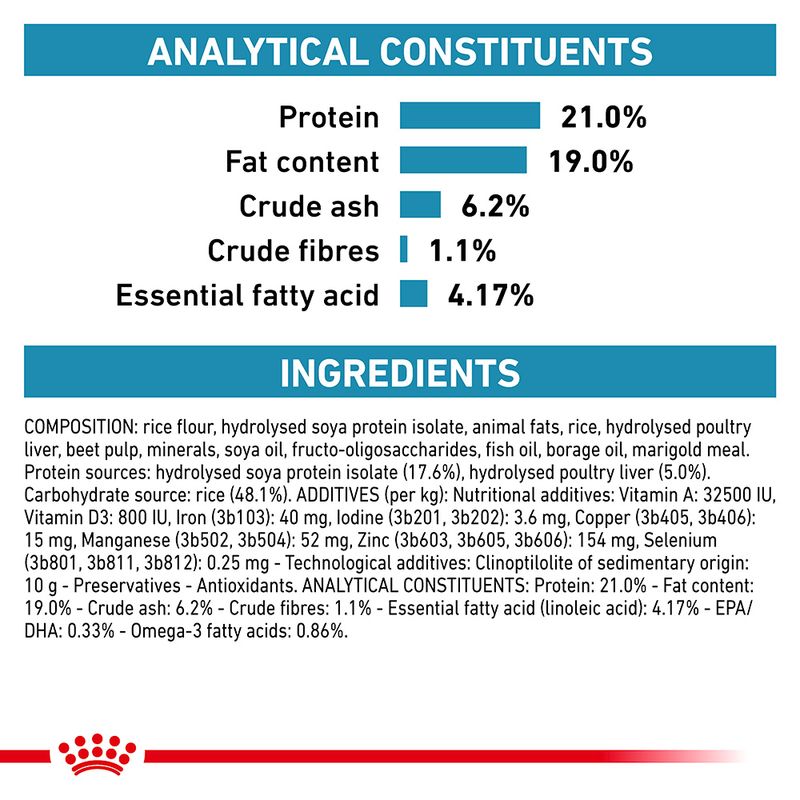 ANALYTICAL CONSTITUENTS
Protein 21.0%
Fat content 19.0%
Crude ash 6.2%
Crude fibres 1.1%
Essential fatty acid 4.17%
INGREDIENTS
COMPOSITION: rice flour, hydrolysed soya protein isolate, animal fats, rice, hydrolysed poultry
liver, beet pulp, minerals, soya oil, fructo-oligosaccharides, fish oil, borage oil, marigold meal.
Protein sources: hydrolysed soya protein isolate (17.6%), hydrolysed poultry liver (5.0%).
Carbohydrate source: rice (48.1%). ADDITIVES (per kg): Nutritional additives: Vitamin A: 32500 IU,
Vitamin D3: 800 IU, Iron (3b103): 40 mg, Iodine (3b201, 3b202): 3.6 mg, Copper (3b405, 3b406):
15 mg, Manganese (3b502, 3b504): 52 mg, Zinc (3b603, 3b605, 3b606): 154 mg, Selenium
(3b801, 3b811, 3b812): 0.25 mg - Technological additives: Clinoptilolite of sedimentary origin:
10 g - Preservatives - Antioxidants. ANALYTICAL CONSTITUENTS: Protein: 21.0% - Fat content:
19.0% - Crude ash: 6.2% - Crude fibres: 1.1% - Essential fatty acid (linoleic acid): 4.17% - EPA/
DHA: 0.33% - Omega-3 fatty acids: 0.86%.